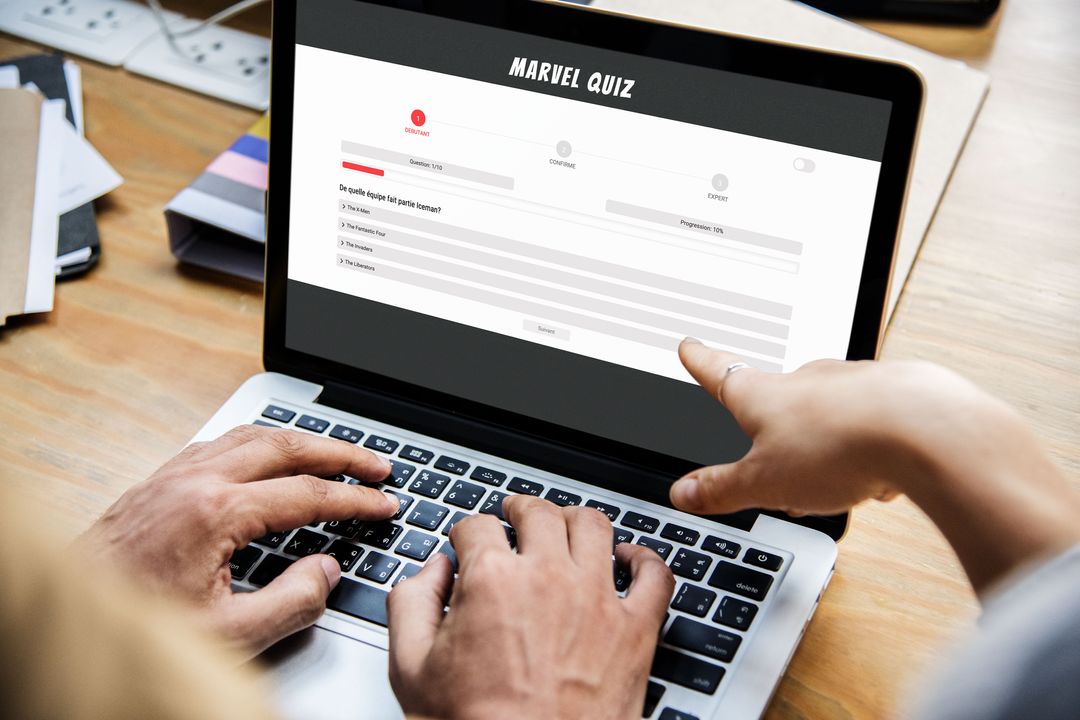 MARVEL QUIZ
1
2
3
DEBUTANT
CONFIRME
EXPERT
Question: 1/10
Progression: 10%
De quelle équipe fait partie Iceman?
The X-Men
The Fantastic Four
The Invaders
The Liberators
Suivant
esc
delete
return
shift